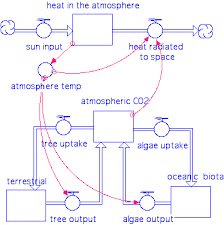 heat in the atmosphere
sun input
heat radiated
to space
atmosphere temp
atmospheric CO2
tree uptake
algae uptake
terrestrial
oceanic biota
tree output
algae output